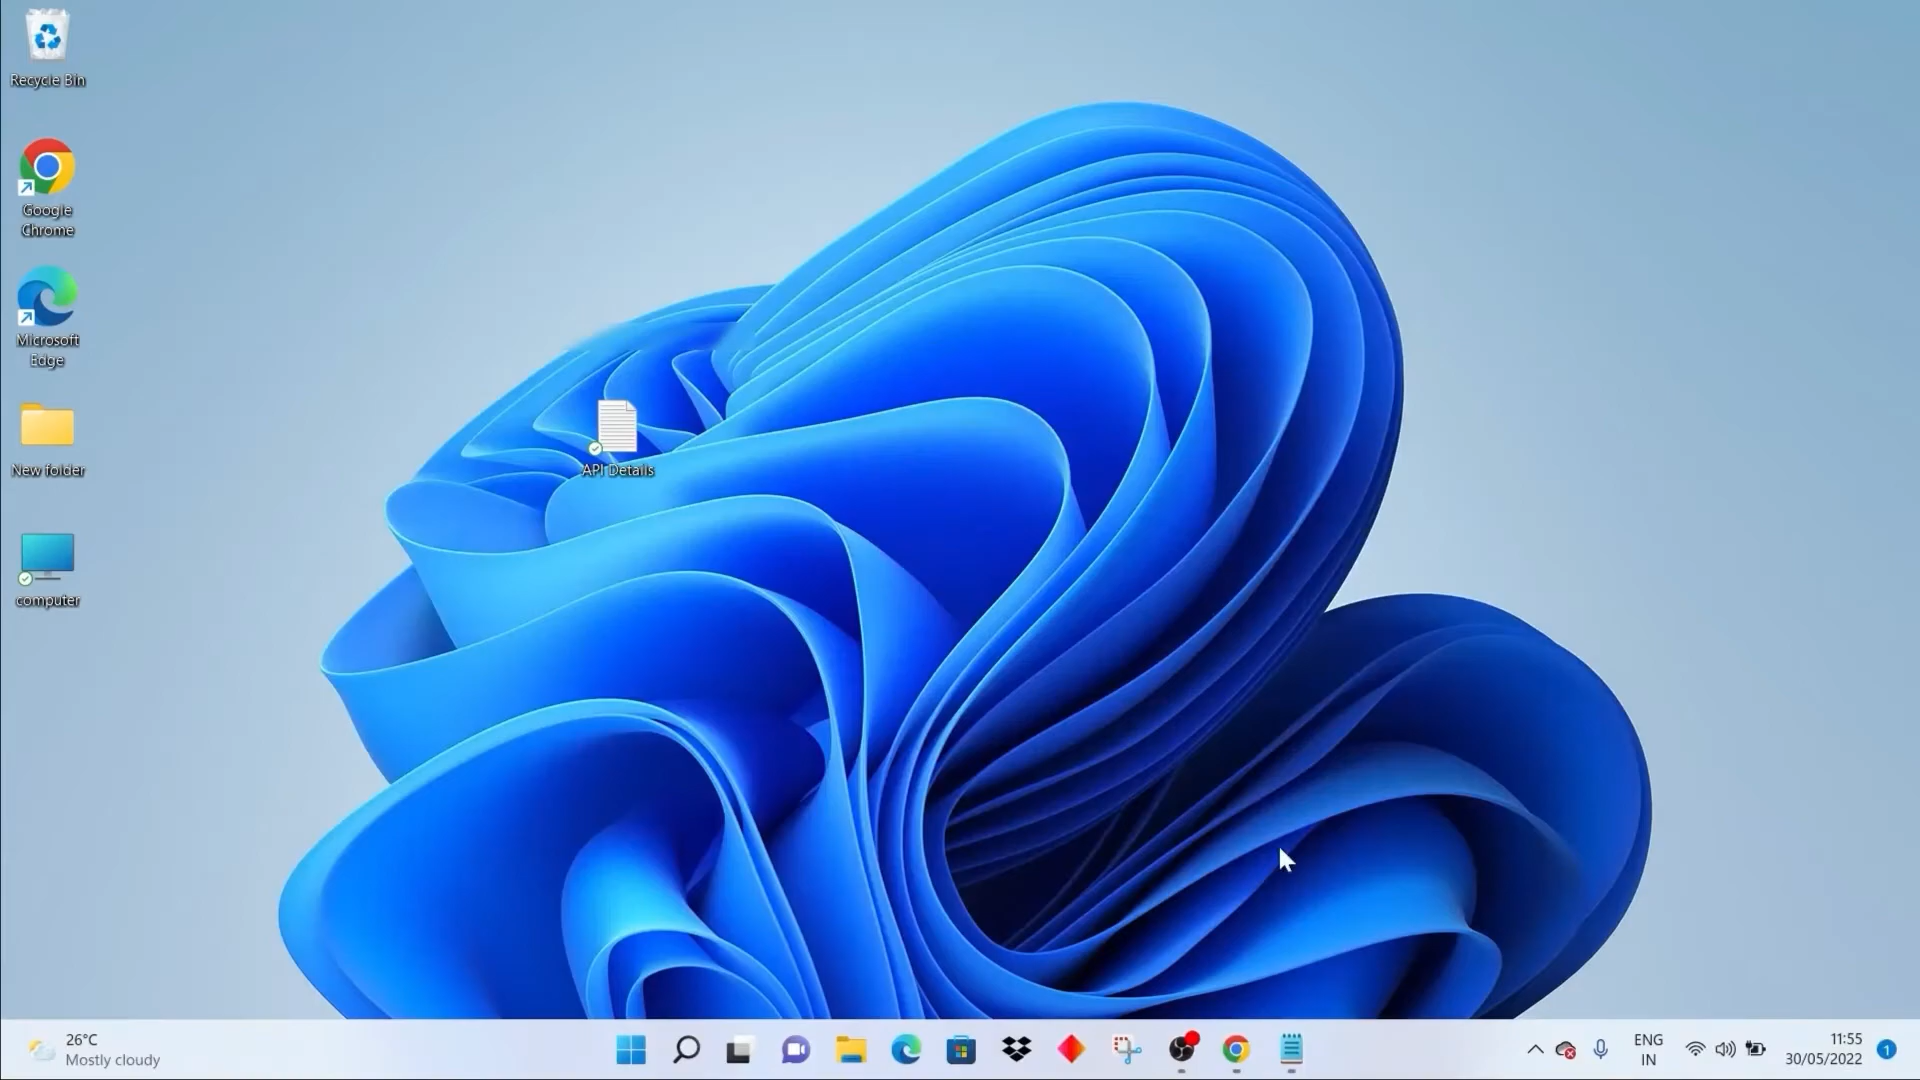 Recycle Bin
Google
Chrome
Microsoft
Edge
New folder
computer
API Details
26°C
Mostly cloudy
ENG
IN
11:55
30/05/2022
1